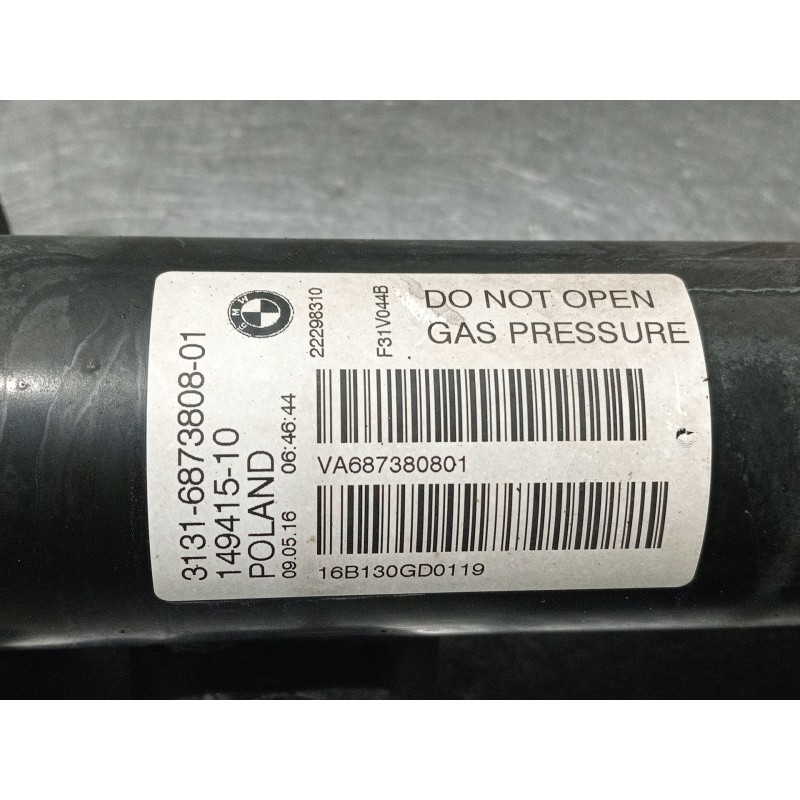 BMW
3131-6873808-01
149415-10
POLAND
09.05.16 06:46:44
22298310
F31V044B
DO NOT OPEN
GAS PRESSURE
VA687380801
16B130GD0119